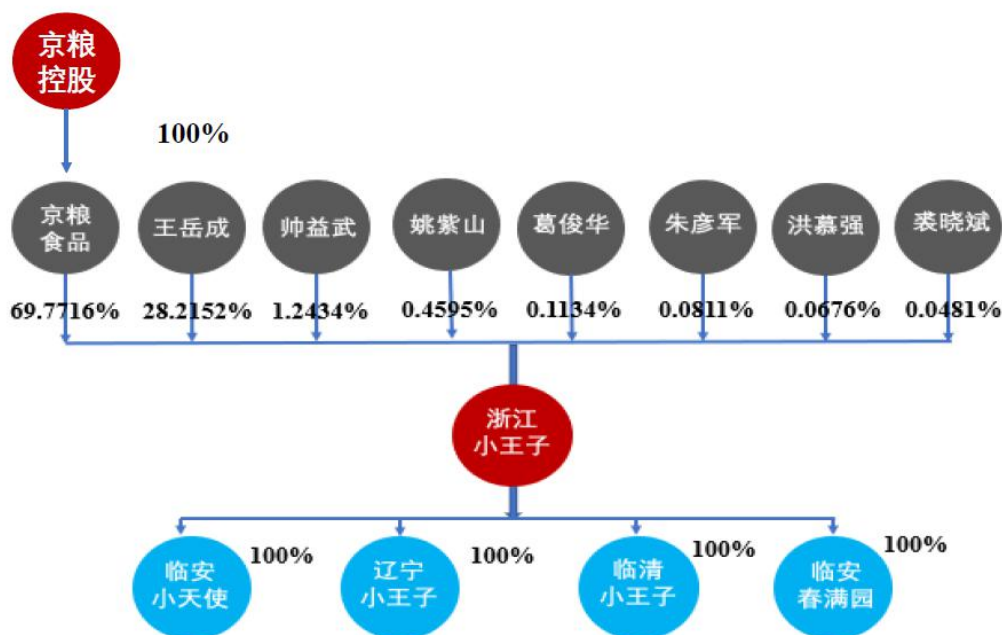 京粮
控股
100%
京粮
食品
王岳成
帅益武
姚紫山
葛俊华
朱彦军
洪慕强
裘晓斌
69.7716%
28.2152%
1.2434%
0.4595%
0.1134%
0.0811%
0.0676%
0.0481%
浙江
小王子
临安
小天使
100%
辽宁
小王子
100%
临清
小王子
100%
临安
春满园
100%